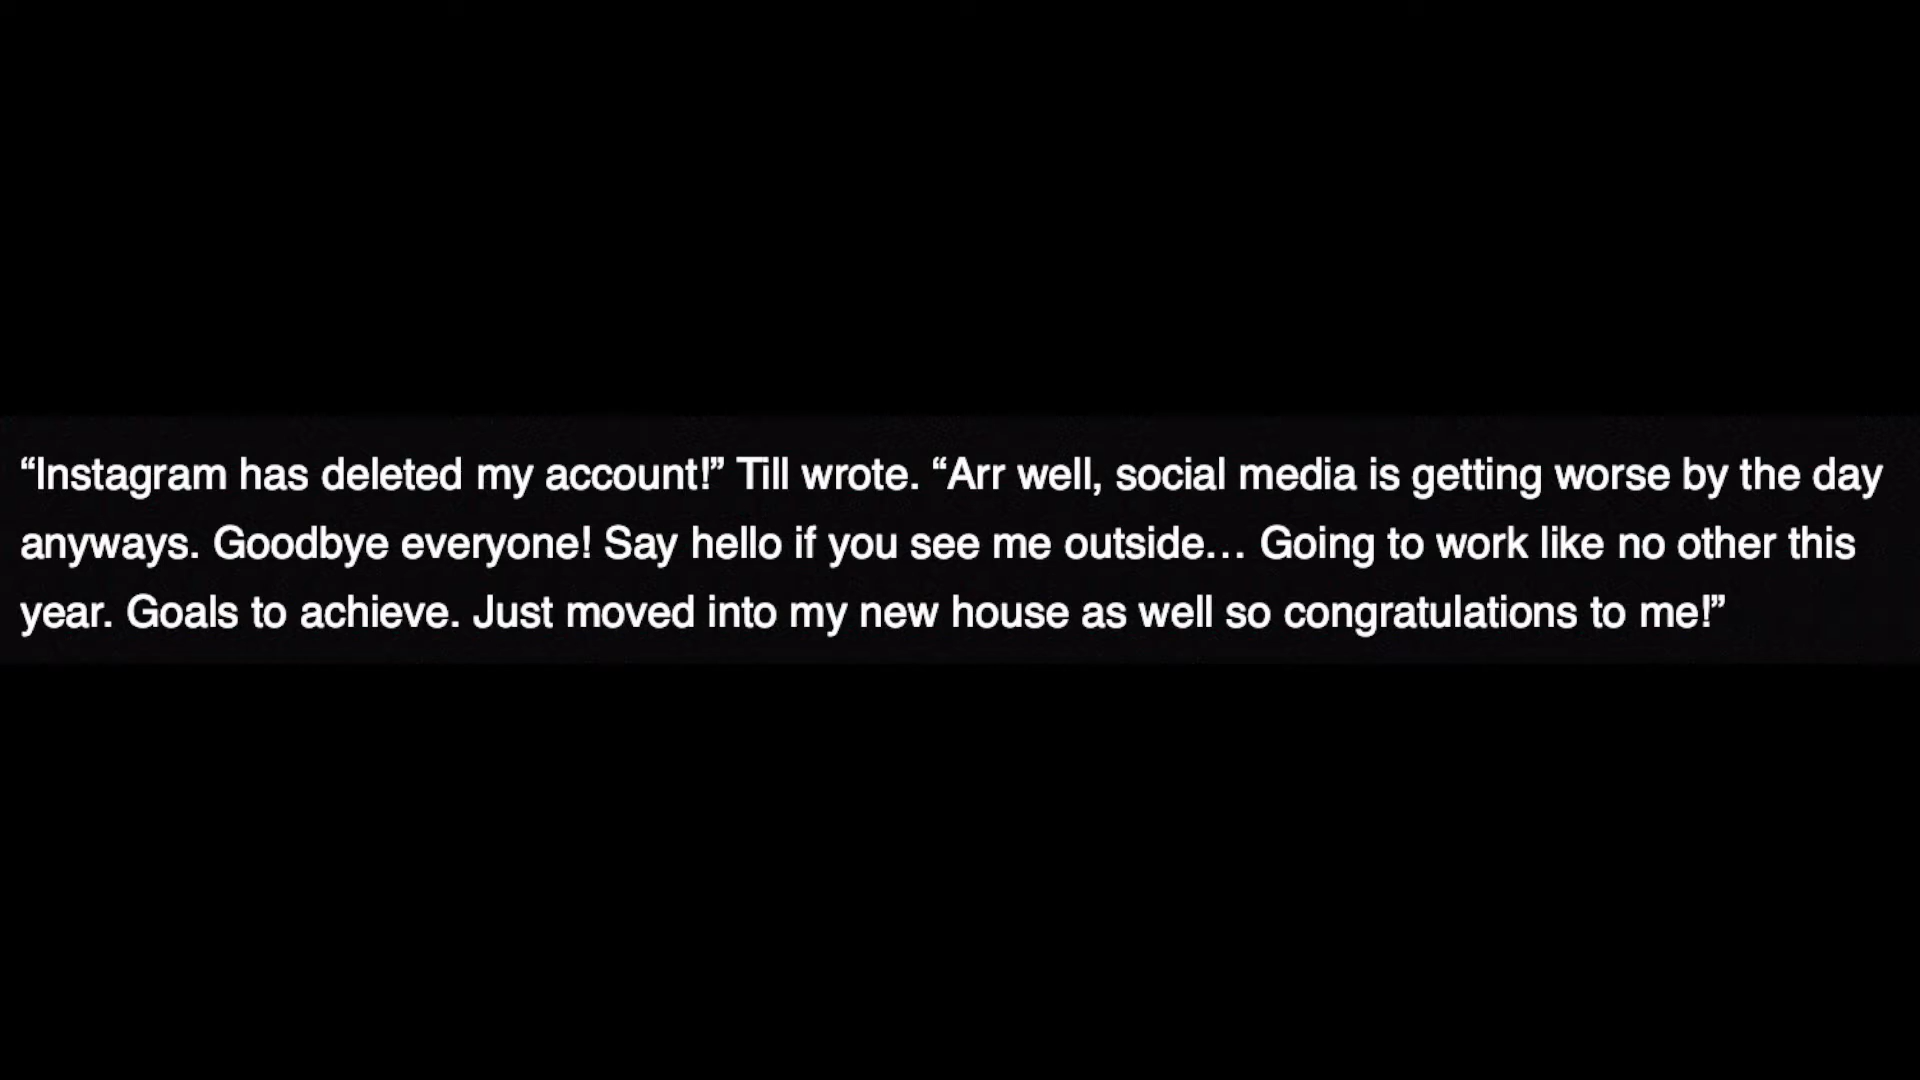 “Instagram has deleted my account!” Till wrote. “Arr well, social media is getting worse by the day
anyways. Goodbye everyone! Say hello if you see me outside… Going to work like no other this
year. Goals to achieve. Just moved into my new house as well so congratulations to me!”